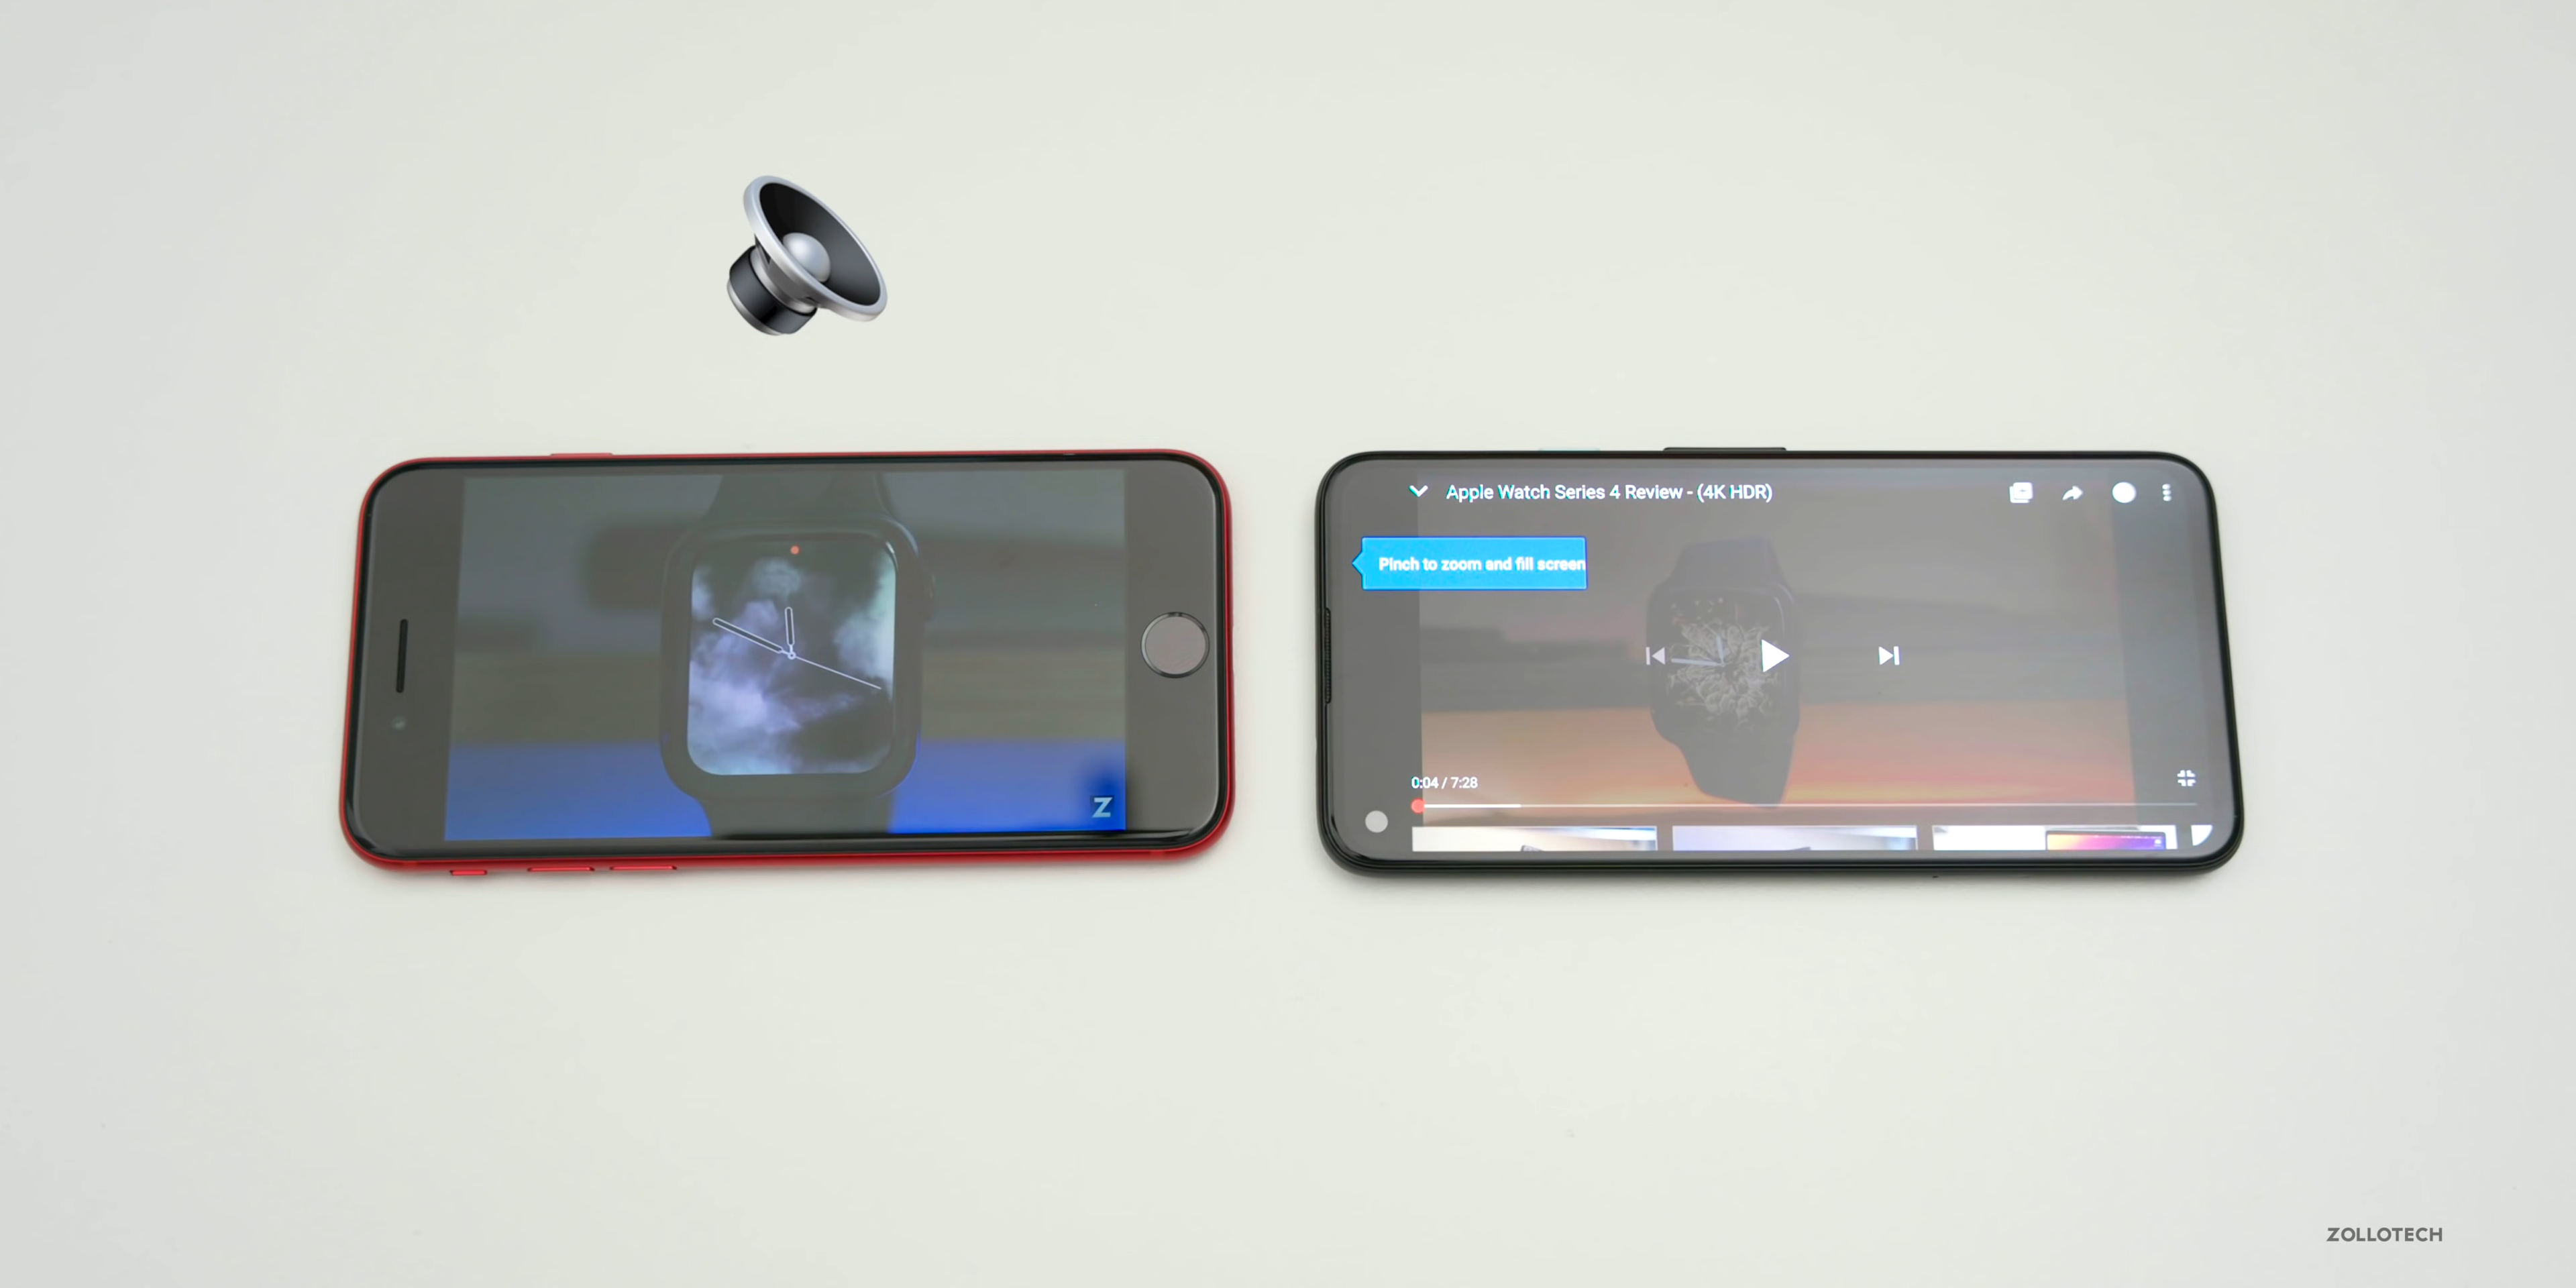 Apple Watch Series 4 Review - (4K HDR)
Pinch to zoom and fill screen
0:04 / 7:28
Z
ZOLLOTECH